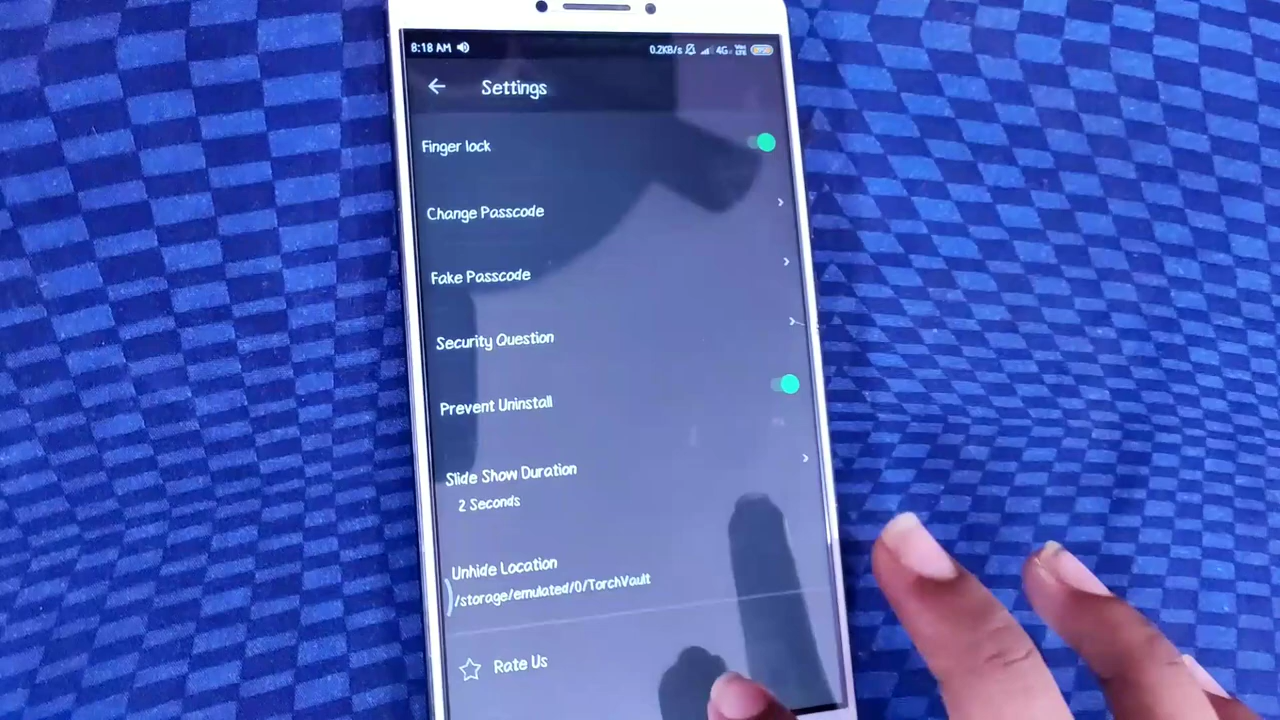 8:18 AM
0.2KB/s 4G
Settings
Finger lock
Change Passcode
Fake Passcode
Security Question
Prevent Uninstall
Slide Show Duration
2 Seconds
Unhide Location
/storage/emulated/0/TorchVault
Rate Us